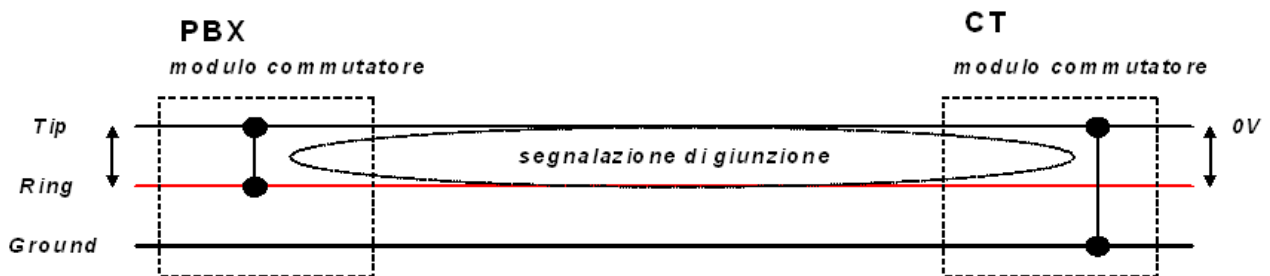 PBX
modulo commutatore
CT
modulo commutatore
Tip
0V
segnalazione di giunzione
Ring
Ground